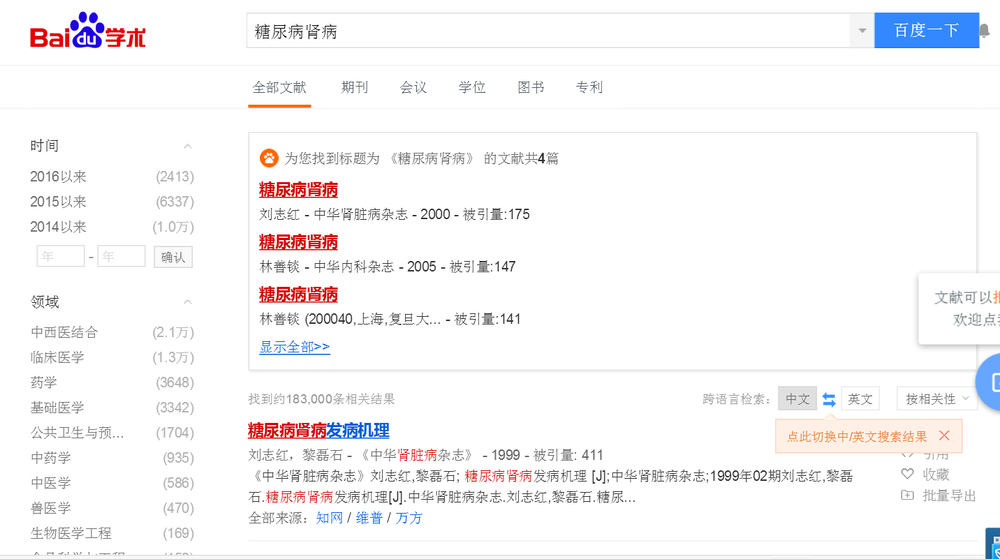 Bai du 学术
糖尿病肾病
百度一下
全部文献 期刊 会议 学位 图书 专利
时间
2016以来 (2413)
2015以来 (6337)
2014以来 (1.0万)
年 - 年 确认
领域
中西医结合 (2.1万)
临床医学 (1.3万)
药学 (3648)
基础医学 (3342)
公共卫生与预... (1704)
中药学 (935)
中医学 (586)
兽医学 (470)
生物医学工程 (169)
为您找到标题为 《糖尿病肾病》 的文献共4篇
糖尿病肾病
刘志红 - 中华肾脏病杂志 - 2000 - 被引量:175
糖尿病肾病
林善锬 - 中华内科杂志 - 2005 - 被引量:147
糖尿病肾病
林善锬 (200040,上海,复旦大... - 被引量:141
显示全部>>
文献可以
欢迎点
找到约183,000条相关结果
跨语言检索： 中文 英文 按相关性
点此切换中/英文搜索结果
糖尿病肾病发病机理
刘志红，黎磊石 - 《中华肾脏病杂志》 - 1999 - 被引量: 411
《中华肾脏病杂志》刘志红,黎磊石; 糖尿病肾病发病机理 [J];中华肾脏病杂志;1999年02期刘志红,黎磊
石.糖尿病肾病发病机理[J].中华肾脏病杂志.刘志红,黎磊石.糖尿...
全部来源： 知网 / 维普 / 万方
引用
收藏
批量导出